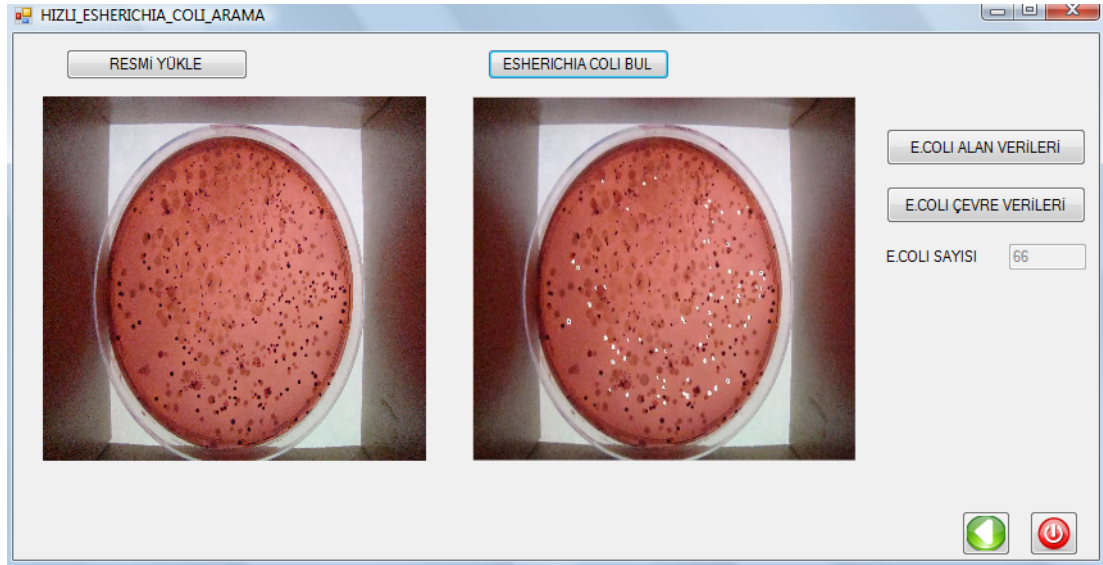 HIZLI_ESHERICHIA_COLI_ARAMA
RESMİ YÜKLE
ESHERICHIA COLI BUL
E.COLI ALAN VERİLERİ
E.COLI ÇEVRE VERİLERİ
E.COLI SAYISI 66